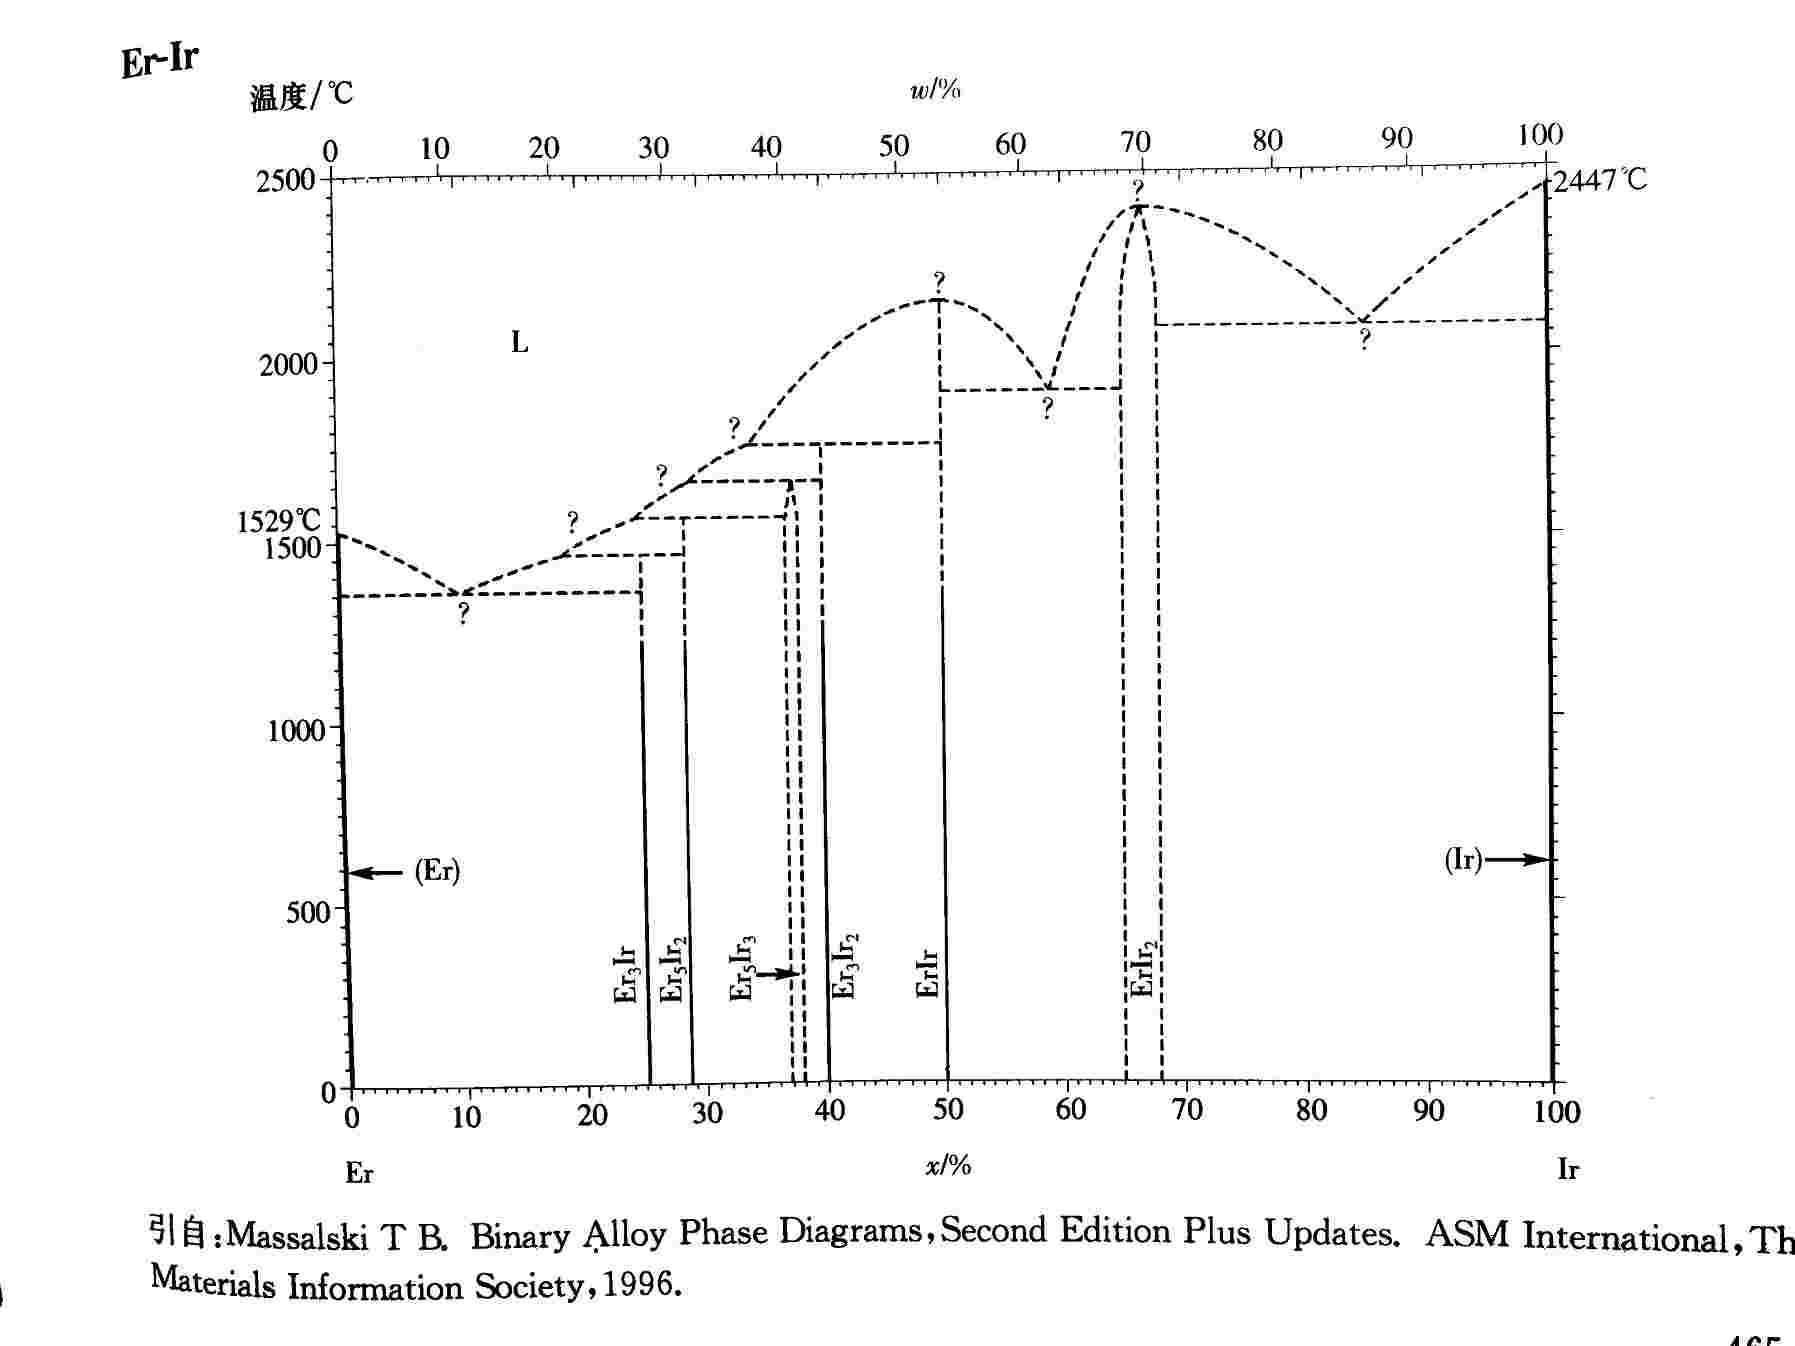 Er-Ir
温度/℃
w/%
0 10 20 30 40 50 60 70 80 90 100
2500
2447℃
?
?
L
2000
?
?
?
?
?
1529℃
1500
?
1000
(Er)
(Ir)
500
Er₃Ir
Er₅Ir₂
Er₅Ir₃
Er₃Ir₂
ErIr
ErIr₂
0
0 10 20 30 40 50 60 70 80 90 100
Er
x/%
Ir
引自:Massalski T B. Binary Alloy Phase Diagrams, Second Edition Plus Updates. ASM International, Th
Materials Information Society, 1996.